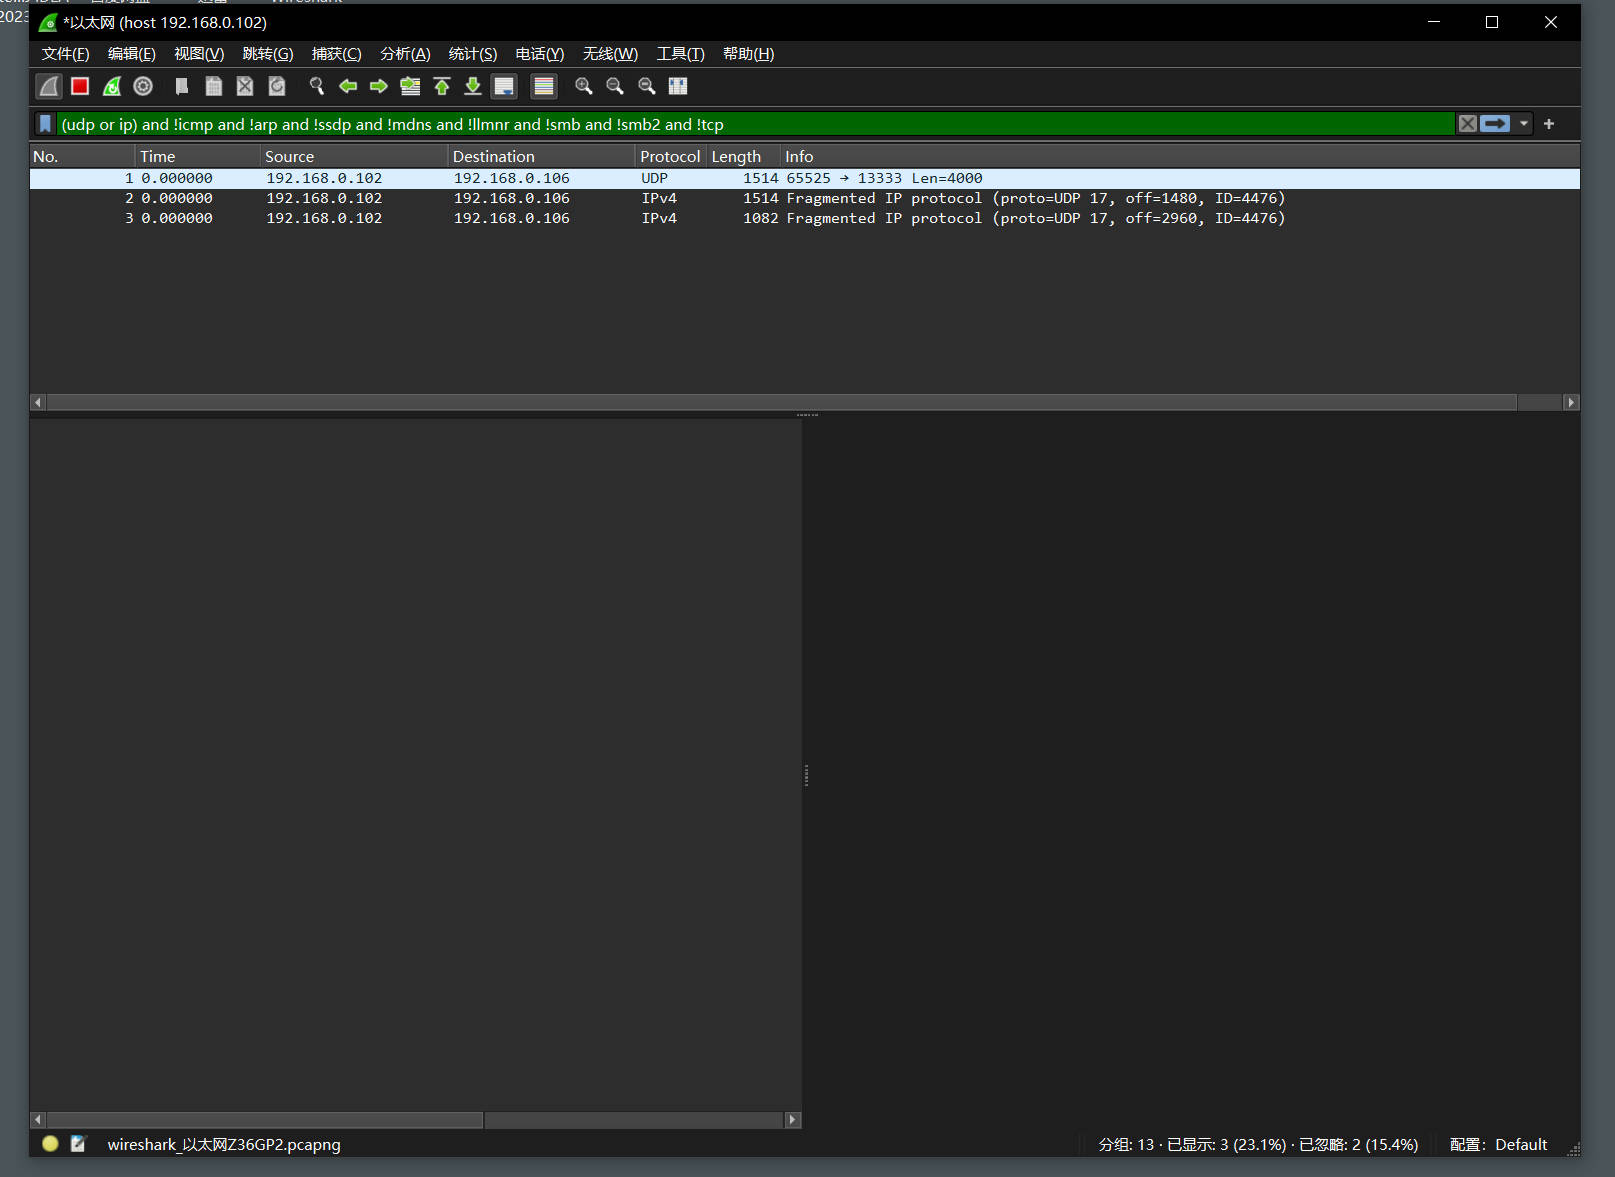 Wireshark
2023
*以太网 (host 192.168.0.102)
文件(F) 编辑(E) 视图(V) 跳转(G) 捕获(C) 分析(A) 统计(S) 电话(Y) 无线(W) 工具(T) 帮助(H)
(udp or ip) and !icmp and !arp and !ssdp and !mdns and !llmnr and !smb and !smb2 and !tcp
No. Time Source Destination Protocol Length Info
1 0.000000 192.168.0.102 192.168.0.106 UDP 1514 65525 → 13333 Len=4000
2 0.000000 192.168.0.102 192.168.0.106 IPv4 1514 Fragmented IP protocol (proto=UDP 17, off=1480, ID=4476)
3 0.000000 192.168.0.102 192.168.0.106 IPv4 1082 Fragmented IP protocol (proto=UDP 17, off=2960, ID=4476)
wireshark_以太网Z36GP2.pcapng 分组: 13 · 已显示: 3 (23.1%) · 已忽略: 2 (15.4%) 配置: Default